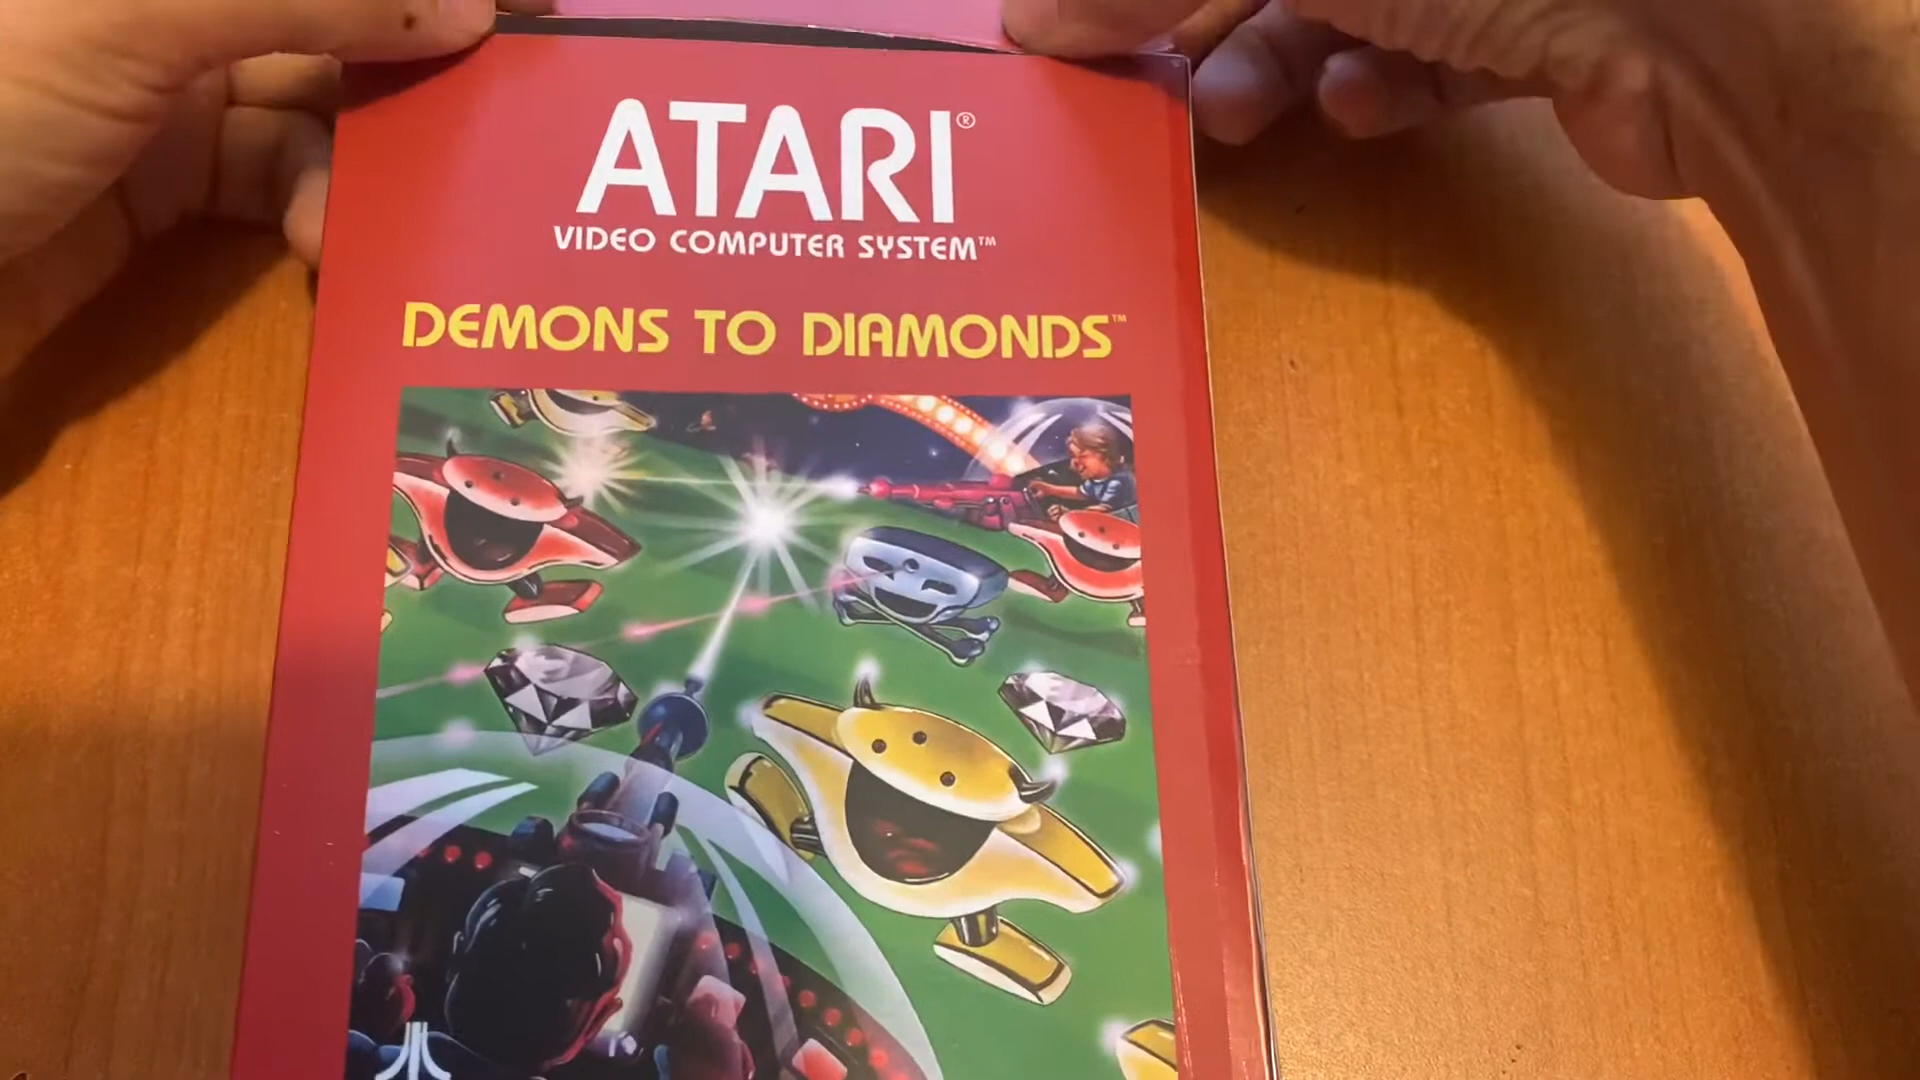 ATARI®
VIDEO COMPUTER SYSTEM™
DEMONS TO DIAMONDS™